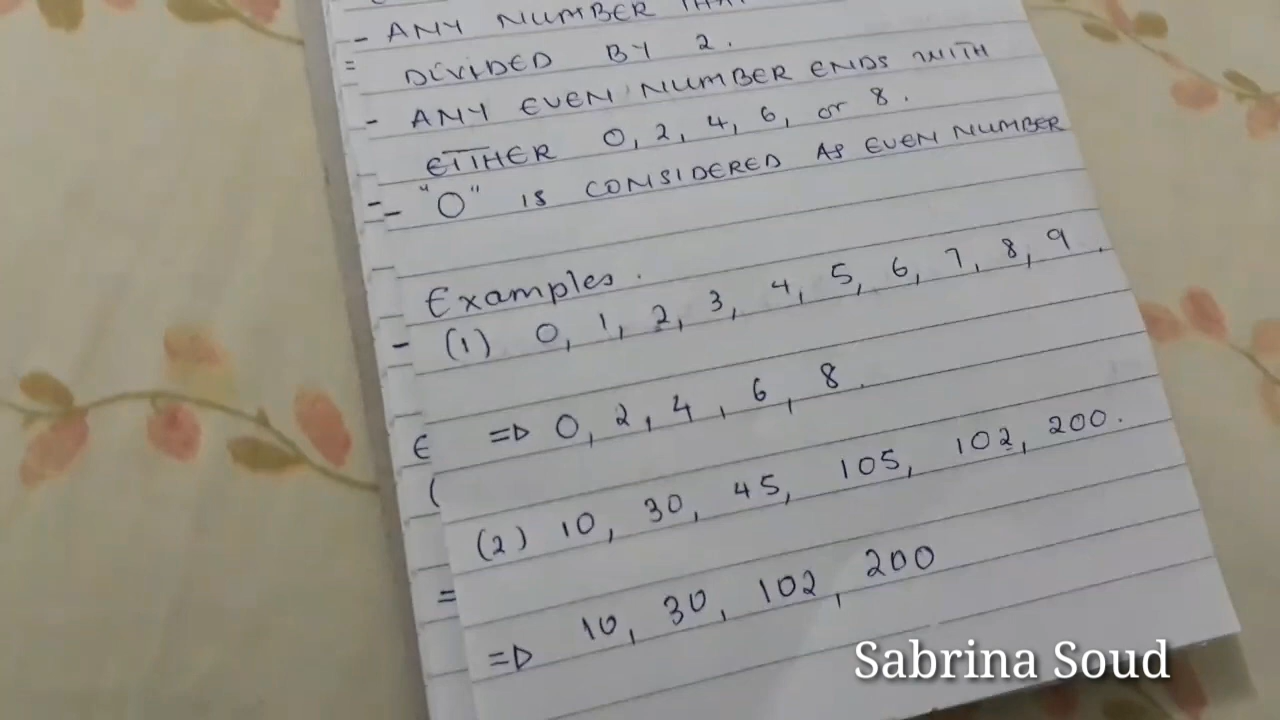 - ANY NUMBER THAT
DIVIDED BY 2.
- ANY EVEN NUMBER ENDS WITH
EITHER 0, 2, 4, 6, or 8.
- "0" IS CONSIDERED AS EVEN NUMBER
Examples.
(1) 0, 1, 2, 3, 4, 5, 6, 7, 8, 9.
=> 0, 2, 4, 6, 8.
(2) 10, 30, 45, 105, 102, 200.
=> 10, 30, 102, 200
Sabrina Soud